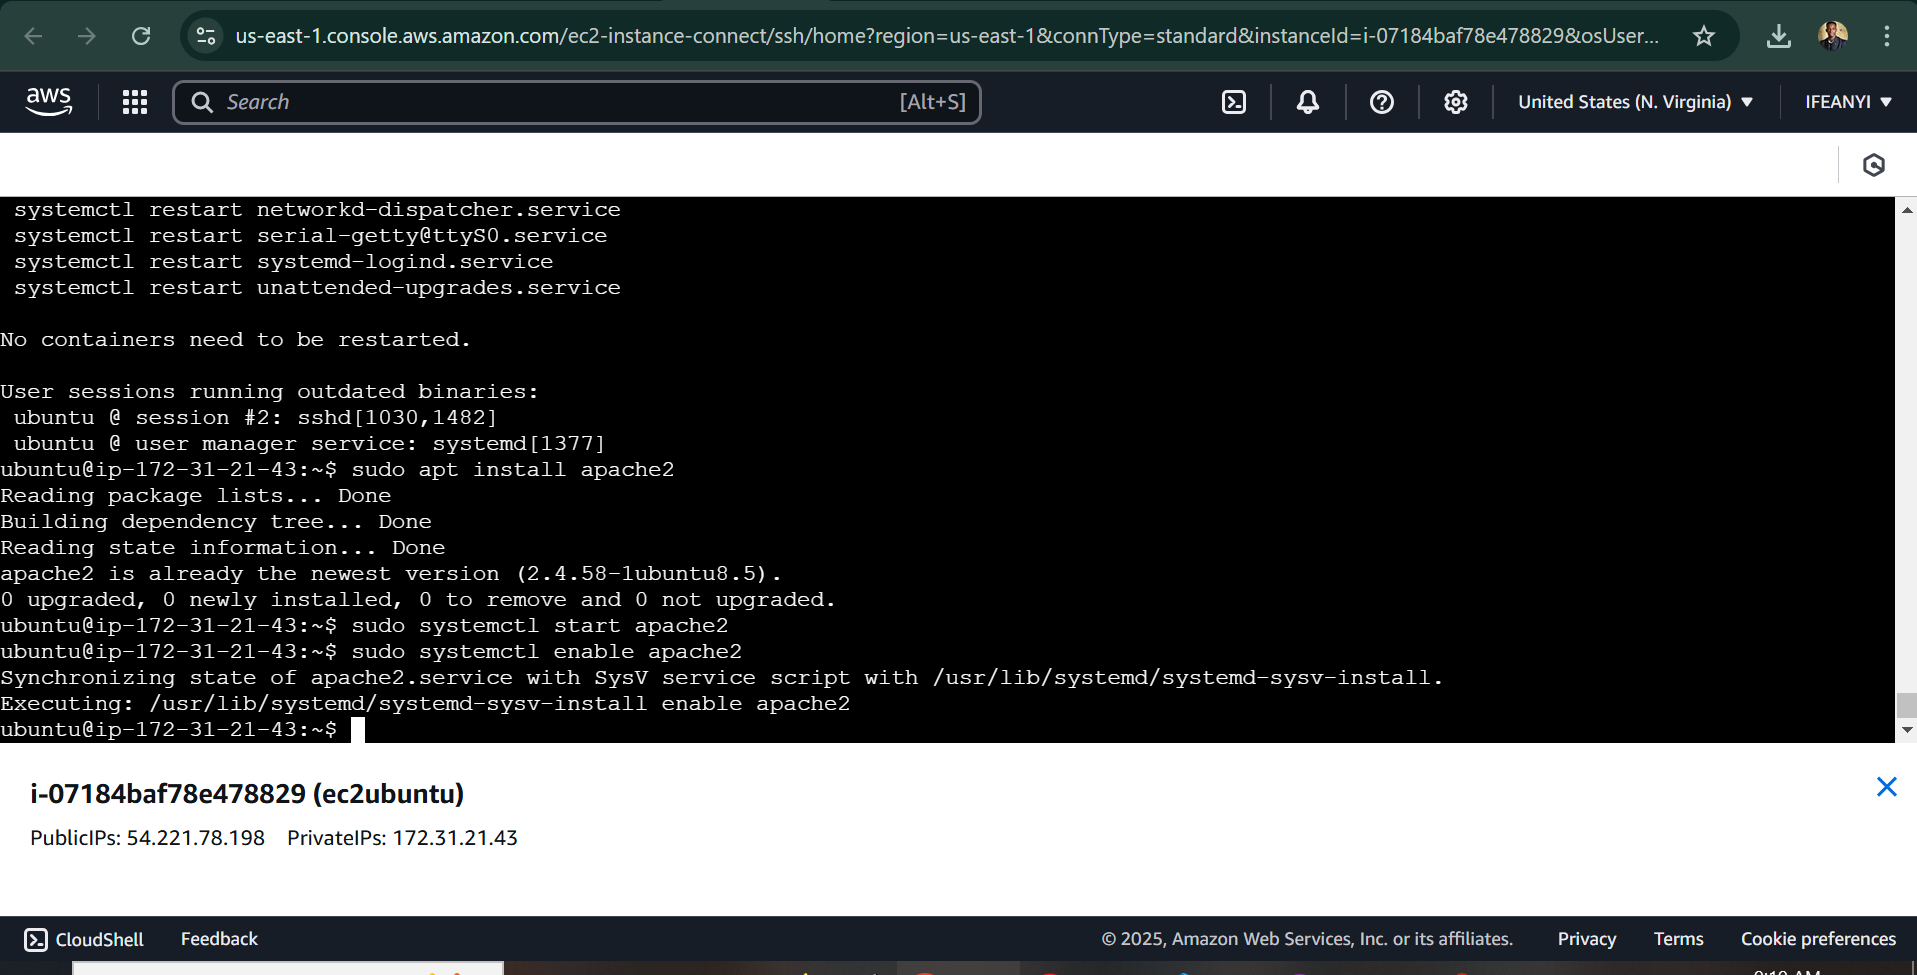 us-east-1.console.aws.amazon.com/ec2-instance-connect/ssh/home?region=us-east-1&connType=standard&instanceId=i-07184baf78e478829&osUser...
aws Search [Alt+S] United States (N. Virginia) IFEANYI
systemctl restart networkd-dispatcher.service
systemctl restart serial-getty@ttyS0.service
systemctl restart systemd-logind.service
systemctl restart unattended-upgrades.service
No containers need to be restarted.
User sessions running outdated binaries:
ubuntu @ session #2: sshd[1030,1482]
ubuntu @ user manager service: systemd[1377]
ubuntu@ip-172-31-21-43:~$ sudo apt install apache2
Reading package lists... Done
Building dependency tree... Done
Reading state information... Done
apache2 is already the newest version (2.4.58-1ubuntu8.5).
0 upgraded, 0 newly installed, 0 to remove and 0 not upgraded.
ubuntu@ip-172-31-21-43:~$ sudo systemctl start apache2
ubuntu@ip-172-31-21-43:~$ sudo systemctl enable apache2
Synchronizing state of apache2.service with SysV service script with /usr/lib/systemd/systemd-sysv-install.
Executing: /usr/lib/systemd/systemd-sysv-install enable apache2
ubuntu@ip-172-31-21-43:~$
i-07184baf78e478829 (ec2ubuntu)
PublicIPs: 54.221.78.198 PrivateIPs: 172.31.21.43
CloudShell Feedback © 2025, Amazon Web Services, Inc. or its affiliates. Privacy Terms Cookie preferences